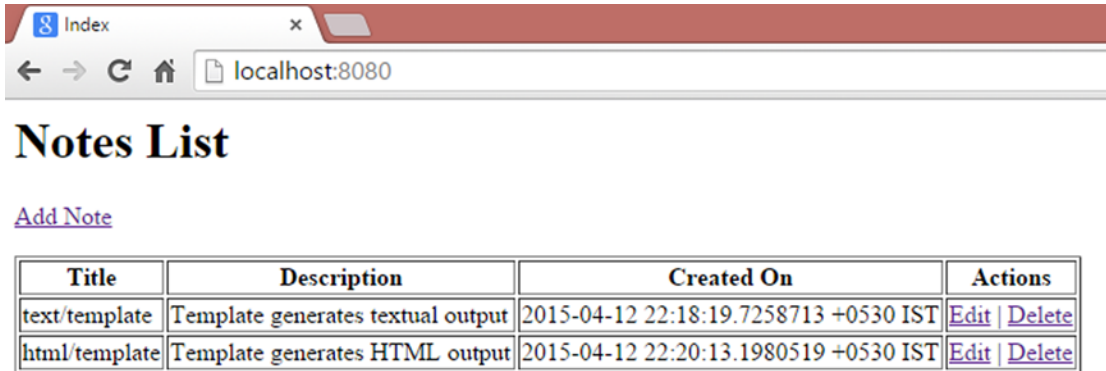 Index
localhost:8080
Notes List
Add Note
Title Description Created On Actions
text/template Template generates textual output 2015-04-12 22:18:19.7258713 +0530 IST Edit | Delete
html/template Template generates HTML output 2015-04-12 22:20:13.1980519 +0530 IST Edit | Delete